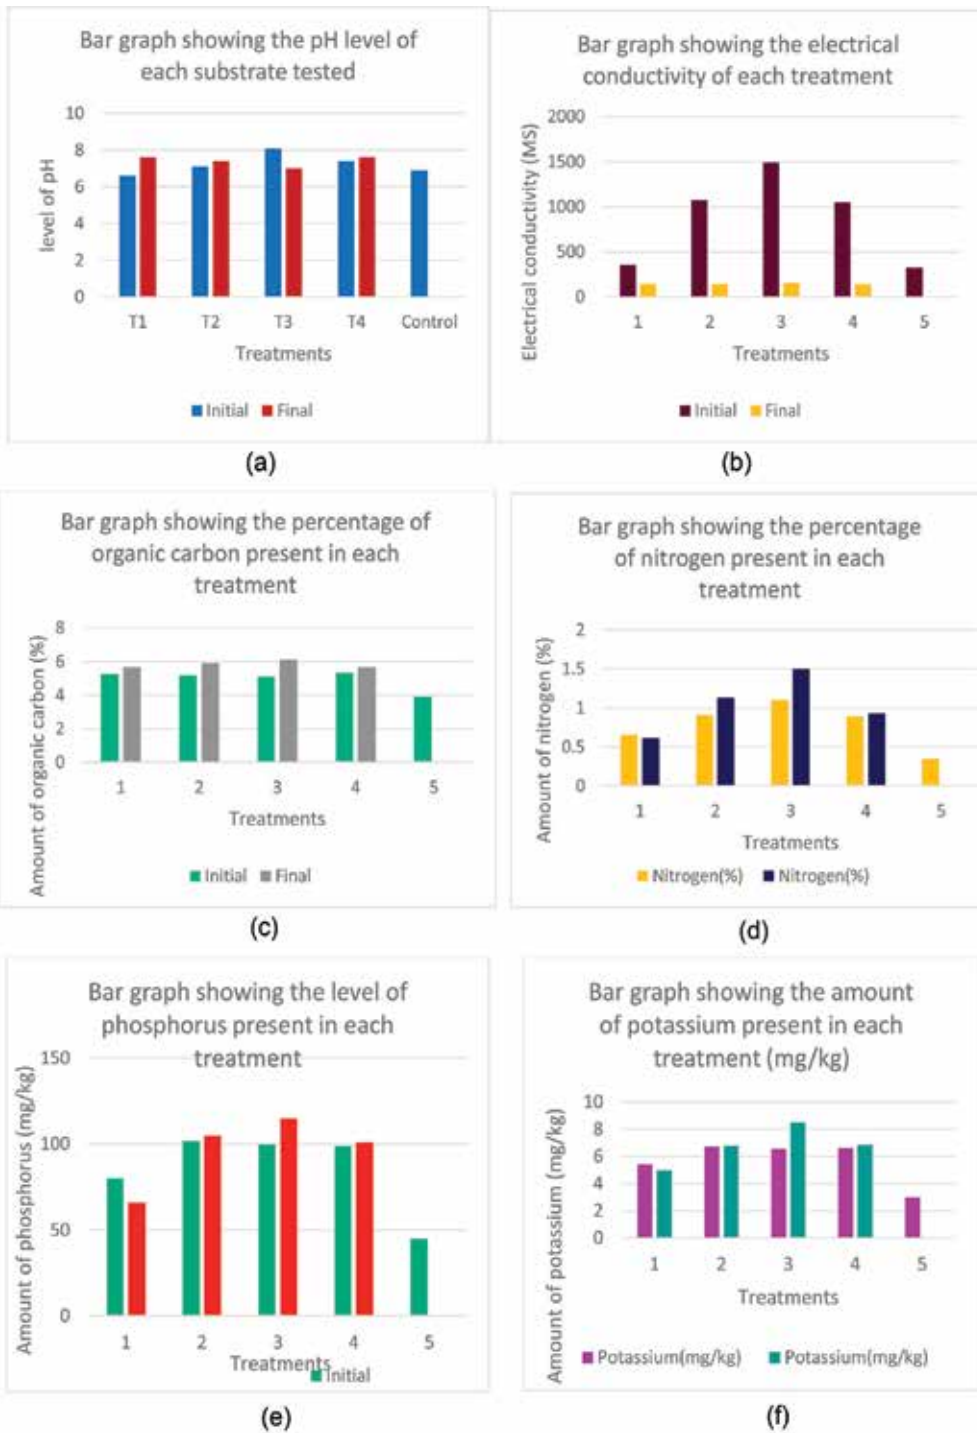 Bar graph showing the pH level of
each substrate tested
level of pH
10
8
6
4
2
0
T1 T2 T3 T4 Control
Treatments
Initial Final
(a)
Bar graph showing the electrical
conductivity of each treatment
Electrical conductivity (MS)
2000
1500
1000
500
0
1 2 3 4 5
Treatments
Initial Final
(b)
Bar graph showing the percentage of
organic carbon present in each
treatment
Amount of organic carbon (%)
8
6
4
2
0
1 2 3 4 5
Treatments
Initial Final
(c)
Bar graph showing the percentage
of nitrogen present in each
treatment
Amount of nitrogen (%)
2
1.5
1
0.5
0
1 2 3 4 5
Treatments
Nitrogen(%) Nitrogen(%)
(d)
Bar graph showing the level of
phosphorus present in each
treatment
Amount of phosphorus (mg/kg)
150
100
50
0
1 2 3 4 5
Treatments
Initial
(e)
Bar graph showing the amount
of potassium present in each
treatment (mg/kg)
Amount of potassium (mg/kg)
10
8
6
4
2
0
1 2 3 4 5
Treatments
Potassium(mg/kg) Potassium(mg/kg)
(f)